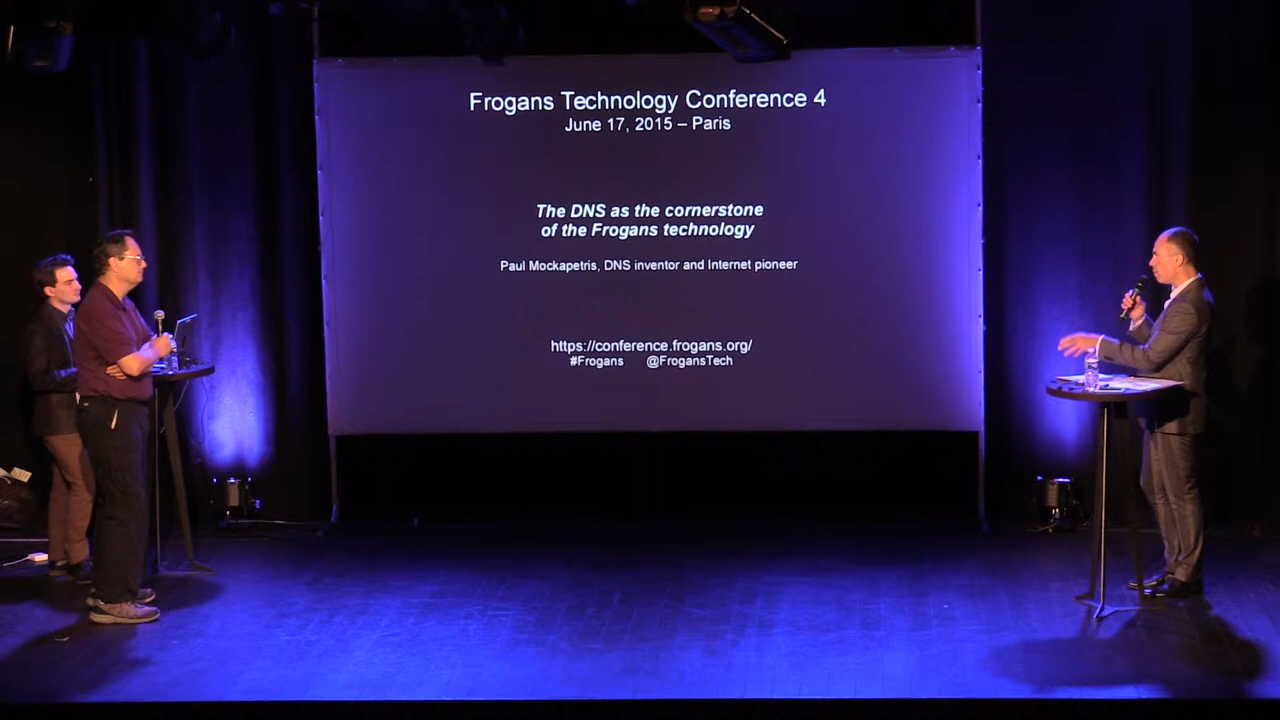 Frogans Technology Conference 4
June 17, 2015 – Paris
The DNS as the cornerstone
of the Frogans technology
Paul Mockapetris, DNS inventor and Internet pioneer
https://conference.frogans.org/
#Frogans @FrogansTech